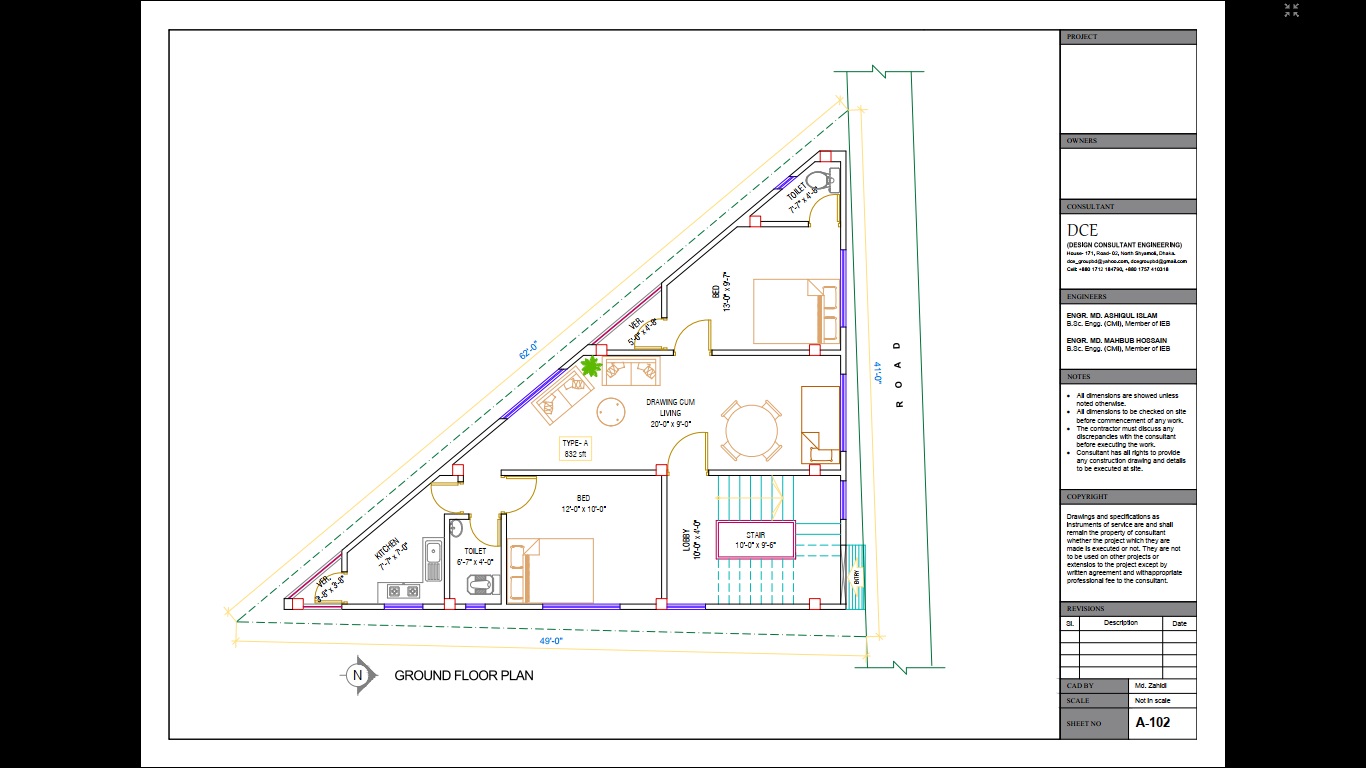 TOILET
7'-7" x 4'-8"
BED
13'-0" x 9'-7"
VER.
5'-0" x 4'-8"
62'-0"
41'-0"
ROAD
DRAWING CUM
LIVING
20'-0" x 9'-0"
TYPE- A
832 sft
BED
12'-0" x 10'-0"
KITCHEN
7'-7" x 7'-0"
TOILET
6'-7" x 4'-0"
LOBBY
10'-0" x 4'-0"
STAIR
10'-0" x 9'-6"
ENTRY
VER.
3'-9" x 3'-8"
49'-0"
N
GROUND FLOOR PLAN
PROJECT
OWNERS
CONSULTANT
DCE
(DESIGN CONSULTANT ENGINEERING)
House- 171, Road- 02, North Shyamoli, Dhaka.
dce_groupbd@yahoo.com, dcegroupbd@gmail.com
Cell: +880 1712 184790, +880 1757 410318
ENGINEERS
ENGR. MD. ASHIQUL ISLAM
B.Sc. Engg. (Civil), Member of IEB
ENGR. MD. MAHBUB HOSSAIN
B.Sc. Engg. (Civil), Member of IEB
NOTES
• All dimensions are showed unless
noted otherwise.
• All dimensions to be checked on site
before commencement of any work.
• The contractor must discuss any
discrepancies with the consultant
before executing the work.
• Consultant has all rights to provide
any construction drawing and details
to be executed at site.
COPYRIGHT
Drawings and specifications as
instruments of service are and shall
remain the property of consultant
whether the project which they are
made is executed or not. They are not
to be used on other projects or
extensios to the project except by
written agreement and withappropriate
professional fee to the consultant.
REVISIONS
Sl. Description Date
CAD BY Md. Zahidi
SCALE Not in scale
SHEET NO A-102